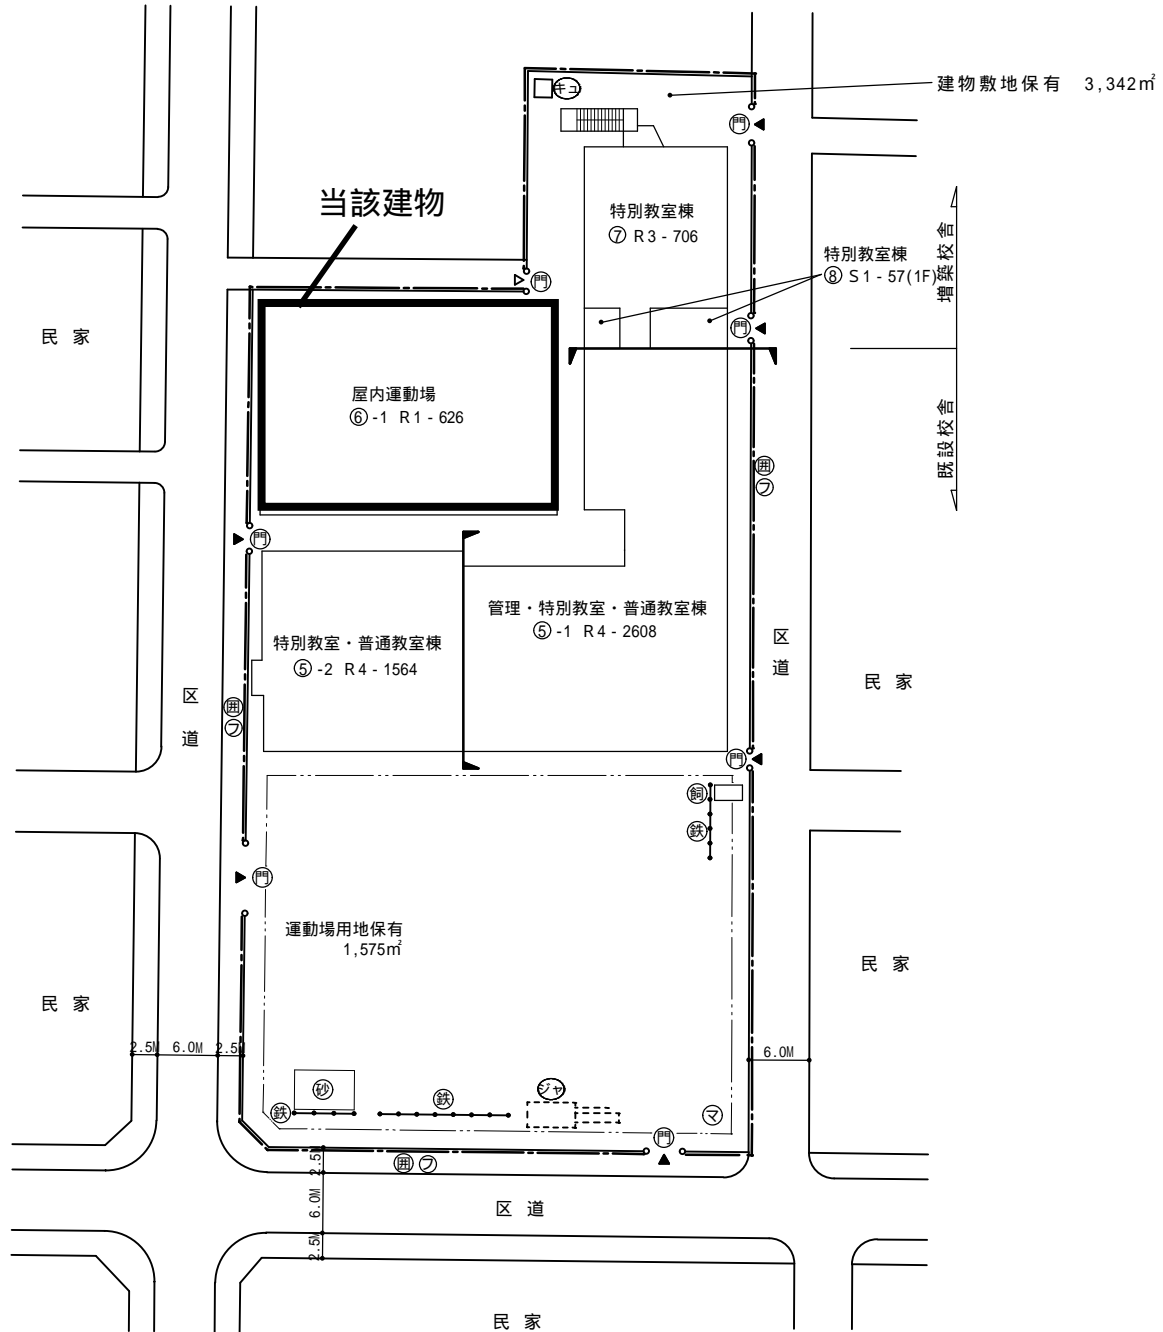 キュ
建物敷地保有 3,342㎡
門
当該建物
特別教室棟
⑦ R3-706
特別教室棟
⑧ S1-57(1F)
増築校舎
門
門
民家
屋内運動場
⑥-1 R1-626
既設校舎
囲
フ
門
管理・特別教室・普通教室棟
⑤-1 R4-2608
特別教室・普通教室棟
⑤-2 R4-1564
区道
民家
区道
囲
フ
門
飼
鉄
門
運動場用地保有
1,575㎡
民家
民家
2.5M 6.0M 2.5M
6.0M
砂
鉄
鉄
ジャ
マ
門
囲 フ
2.5M
6.0M
2.5M
区道
民家